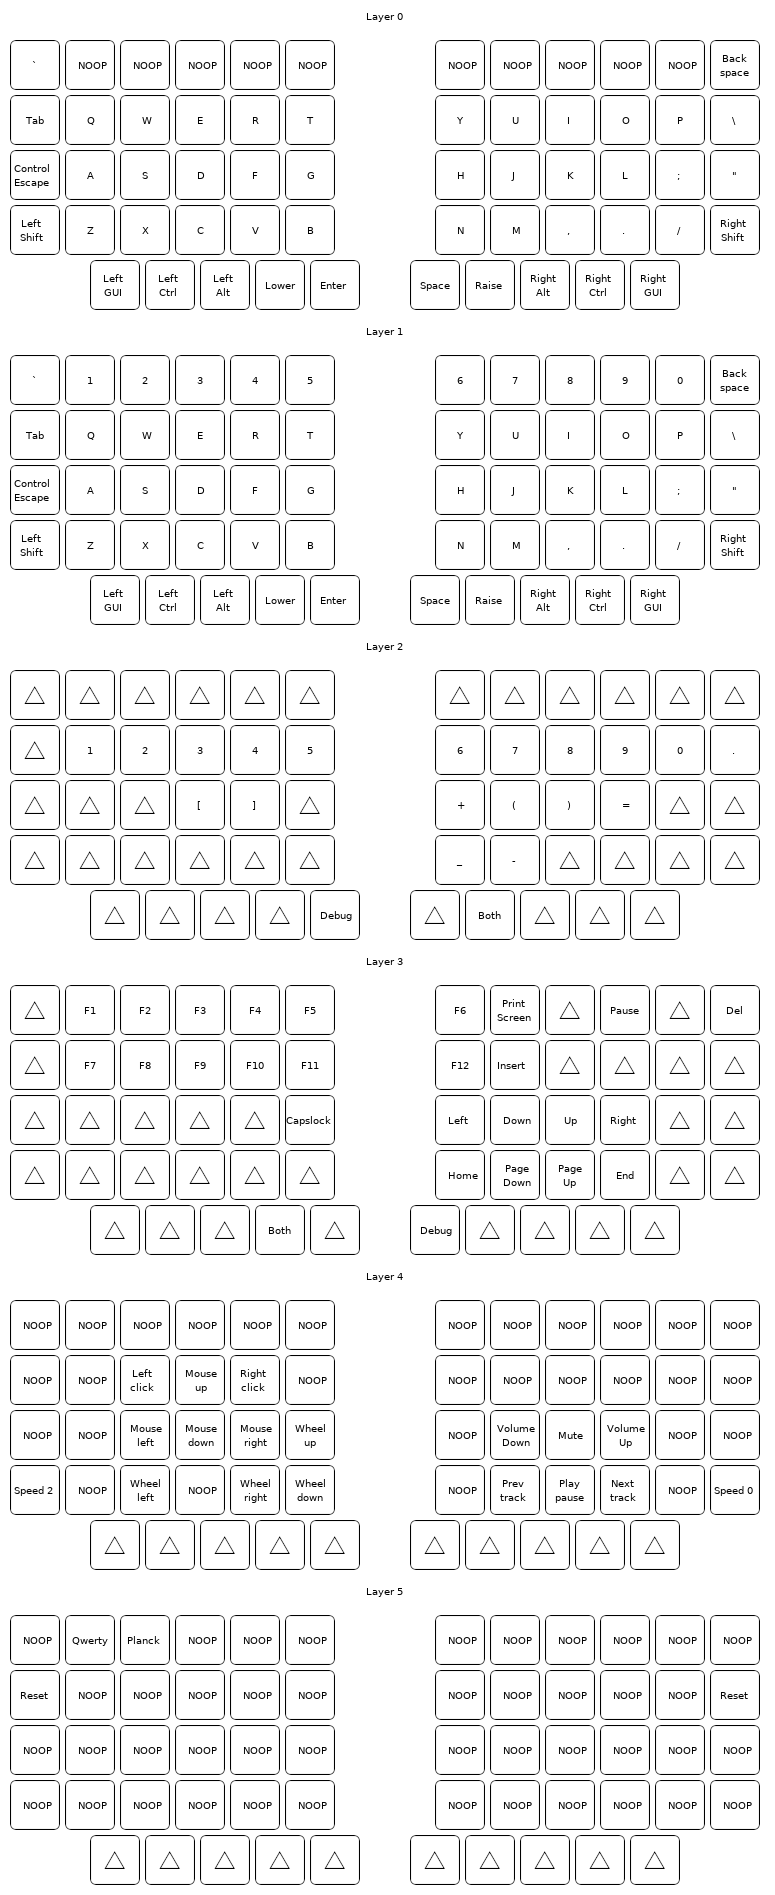 Layer 0
` NOOP NOOP NOOP NOOP NOOP NOOP NOOP NOOP NOOP NOOP Back
space
Tab Q W E R T Y U I O P \
Control
Escape A S D F G H J K L ; "
Left
Shift Z X C V B N M , . / Right
Shift
Left Left Left Lower Enter Space Raise Right Right Right
GUI Ctrl Alt Alt Ctrl GUI
Layer 1
` 1 2 3 4 5 6 7 8 9 0 Back
space
Tab Q W E R T Y U I O P \
Control
Escape A S D F G H J K L ; "
Left
Shift Z X C V B N M , . / Right
Shift
Left Left Left Lower Enter Space Raise Right Right Right
GUI Ctrl Alt Alt Ctrl GUI
Layer 2
1 2 3 4 5 6 7 8 9 0 .
[ ] + ( ) =
_ -
Debug Both
Layer 3
F1 F2 F3 F4 F5 F6 Print
Screen Pause Del
F7 F8 F9 F10 F11 F12 Insert
Capslock Left Down Up Right
Home Page
Down Page
Up End
Both Debug
Layer 4
NOOP NOOP NOOP NOOP NOOP NOOP NOOP NOOP NOOP NOOP NOOP NOOP
NOOP NOOP Left
click Mouse
up Right
click NOOP NOOP NOOP NOOP NOOP NOOP NOOP
NOOP NOOP Mouse
left Mouse
down Mouse
right Wheel
up NOOP Volume
Down Mute Volume
Up NOOP NOOP
Speed 2 NOOP Wheel
left NOOP Wheel
right Wheel
down NOOP Prev
track Play
pause Next
track NOOP Speed 0
Layer 5
NOOP Qwerty Planck NOOP NOOP NOOP NOOP NOOP NOOP NOOP NOOP NOOP
Reset NOOP NOOP NOOP NOOP NOOP NOOP NOOP NOOP NOOP NOOP Reset
NOOP NOOP NOOP NOOP NOOP NOOP NOOP NOOP NOOP NOOP NOOP NOOP
NOOP NOOP NOOP NOOP NOOP NOOP NOOP NOOP NOOP NOOP NOOP NOOP